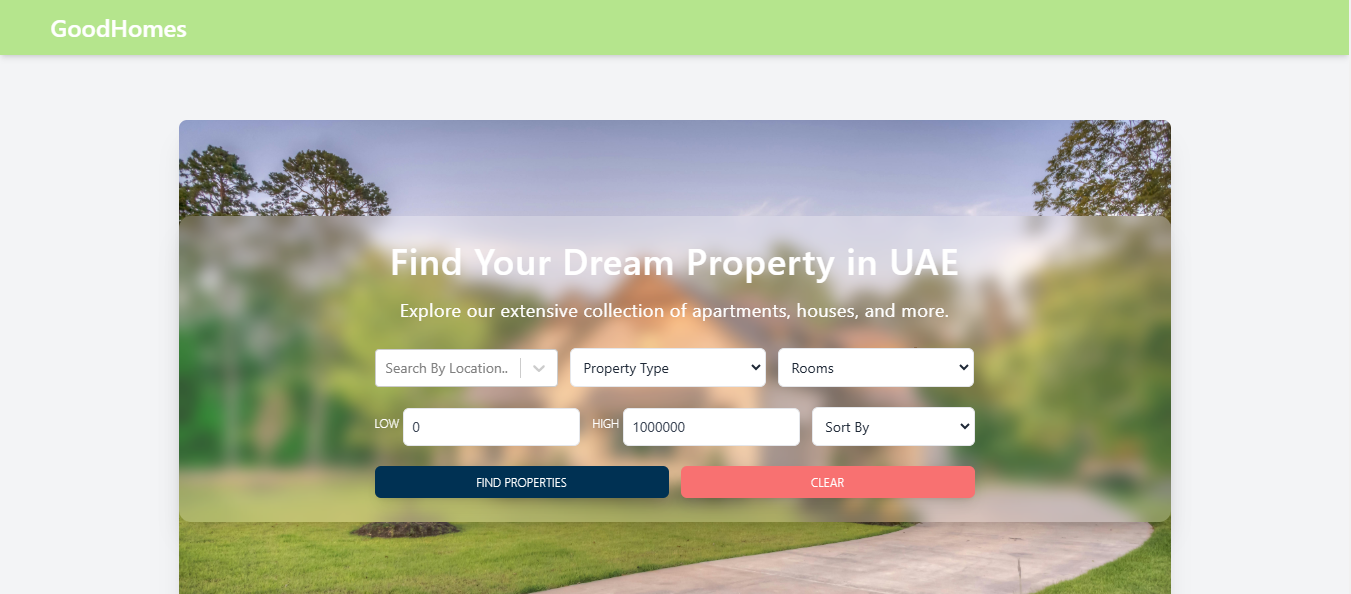 GoodHomes
Find Your Dream Property in UAE
Explore our extensive collection of apartments, houses, and more.
Search By Location.. Property Type Rooms
LOW 0 HIGH 1000000 Sort By
FIND PROPERTIES CLEAR